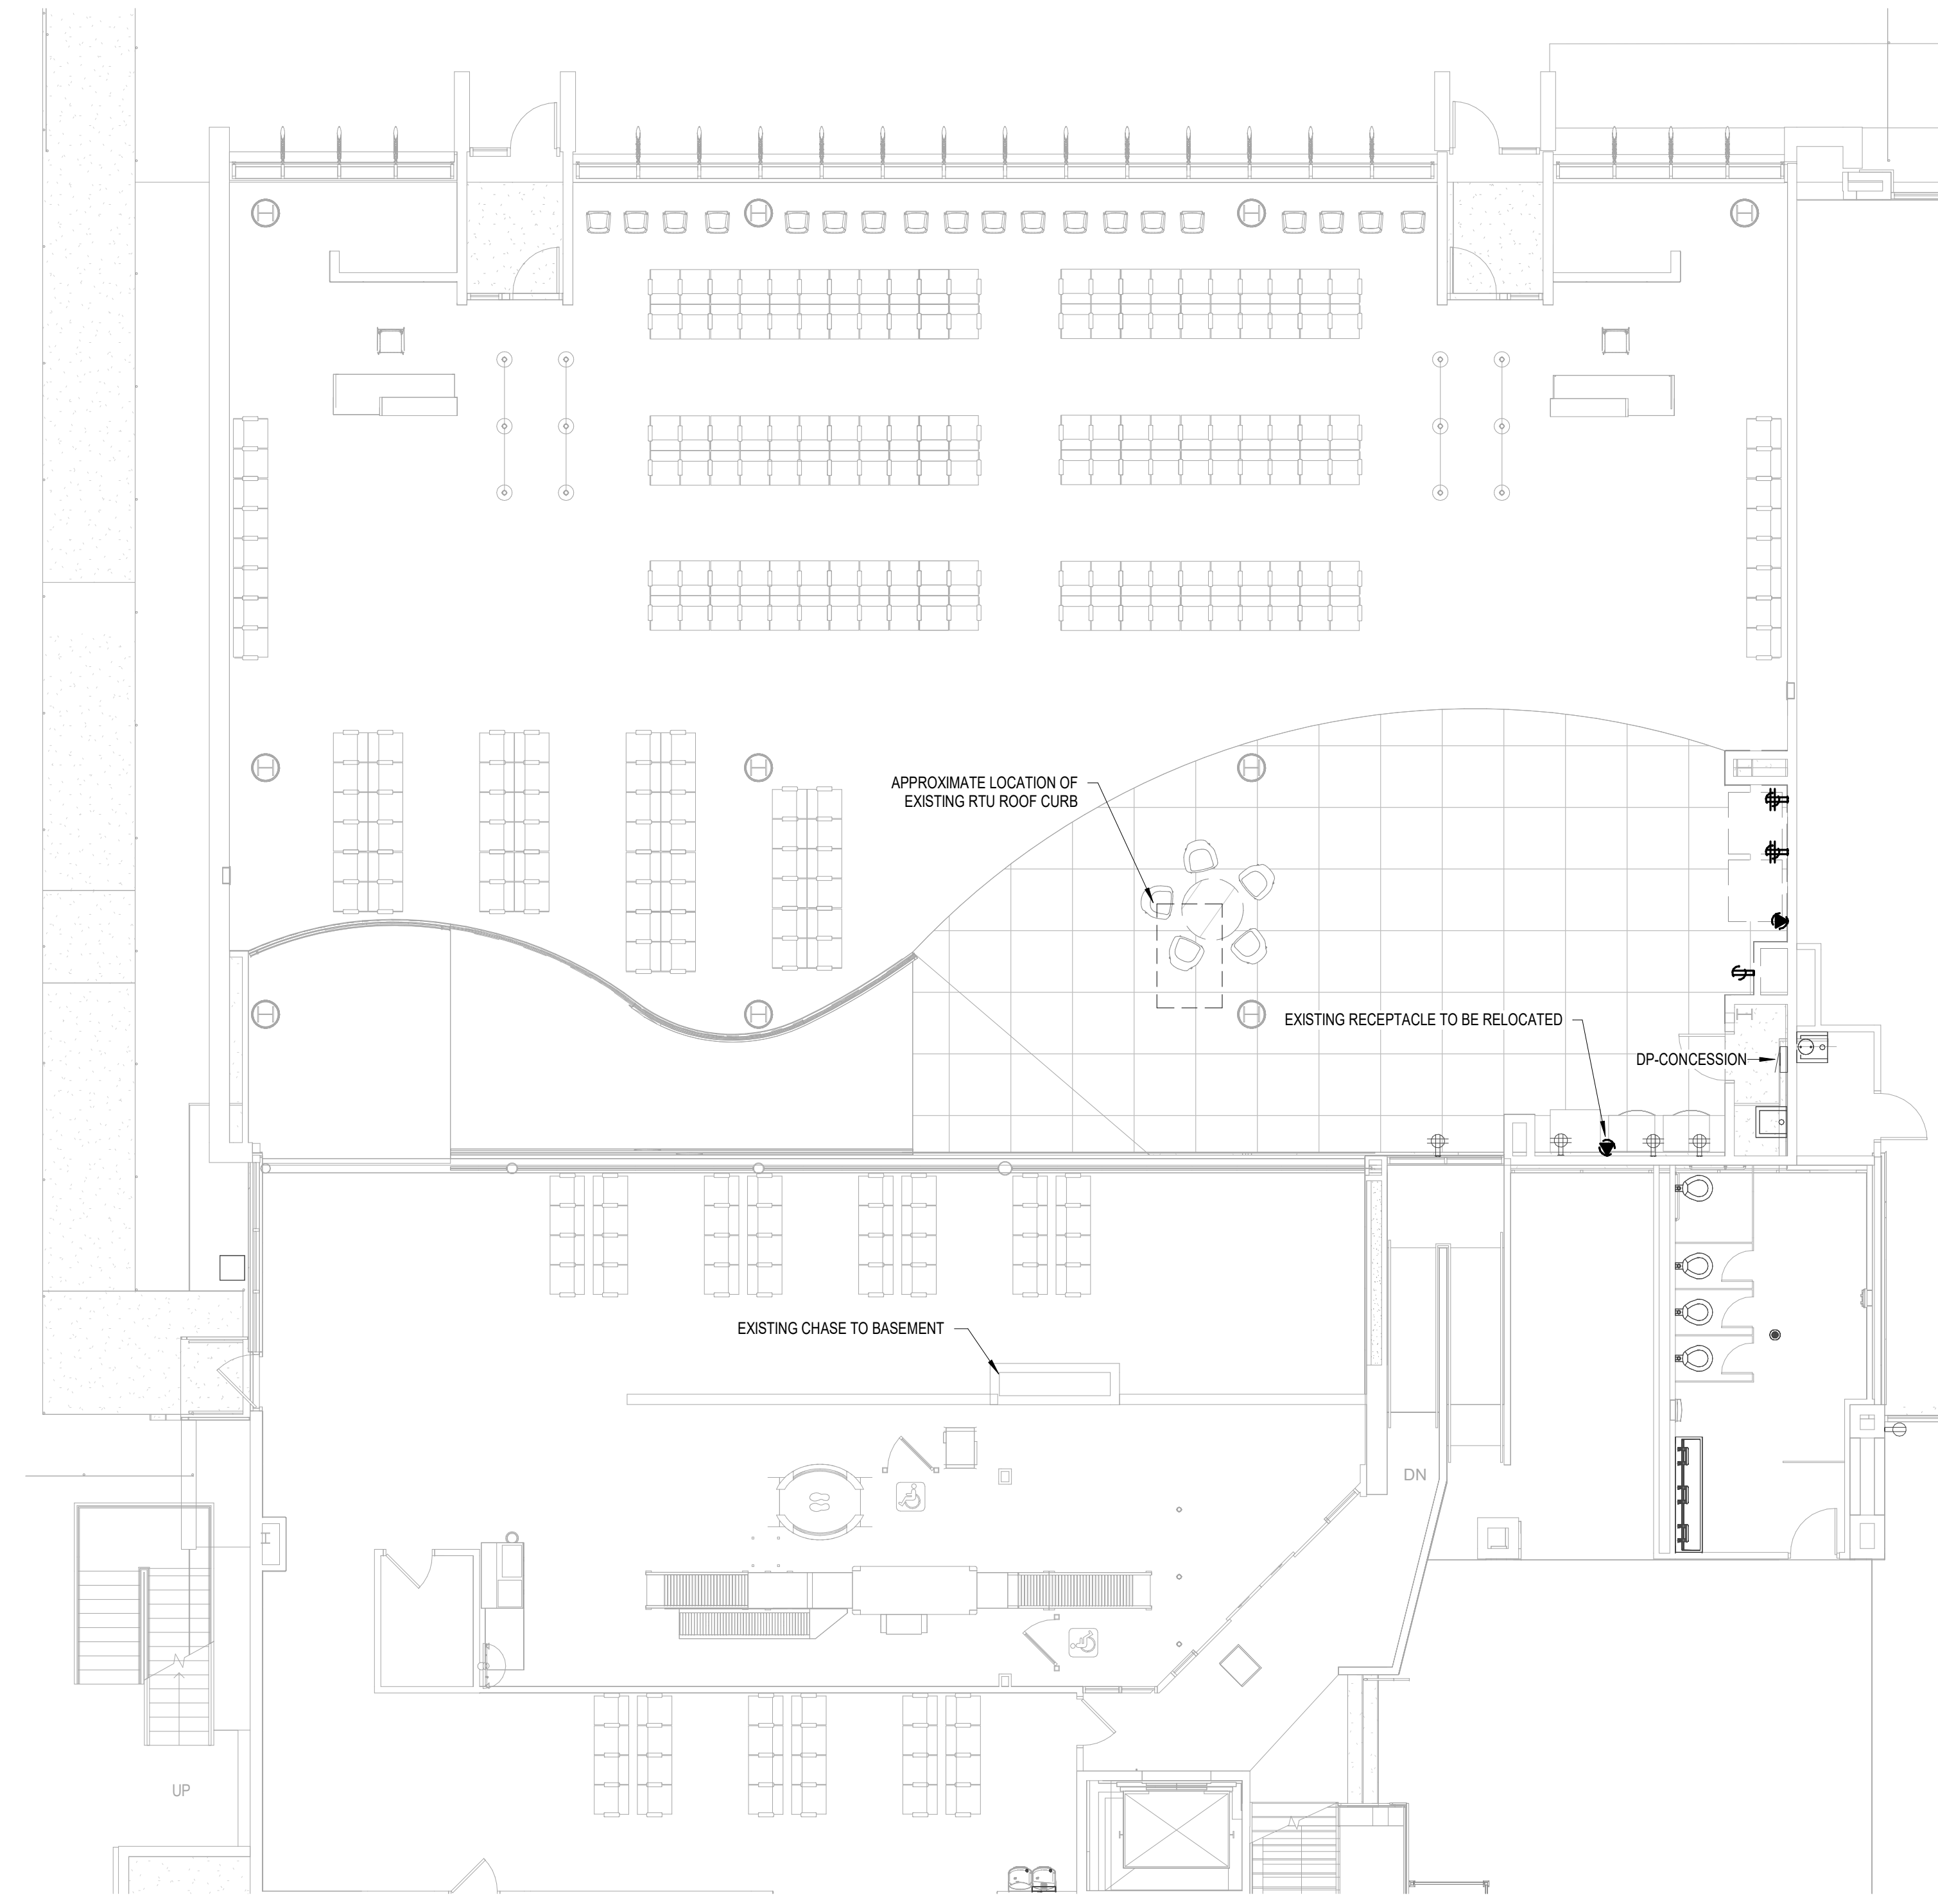 APPROXIMATE LOCATION OF
EXISTING RTU ROOF CURB
EXISTING RECEPTACLE TO BE RELOCATED
DP-CONCESSION
EXISTING CHASE TO BASEMENT
DN
UP